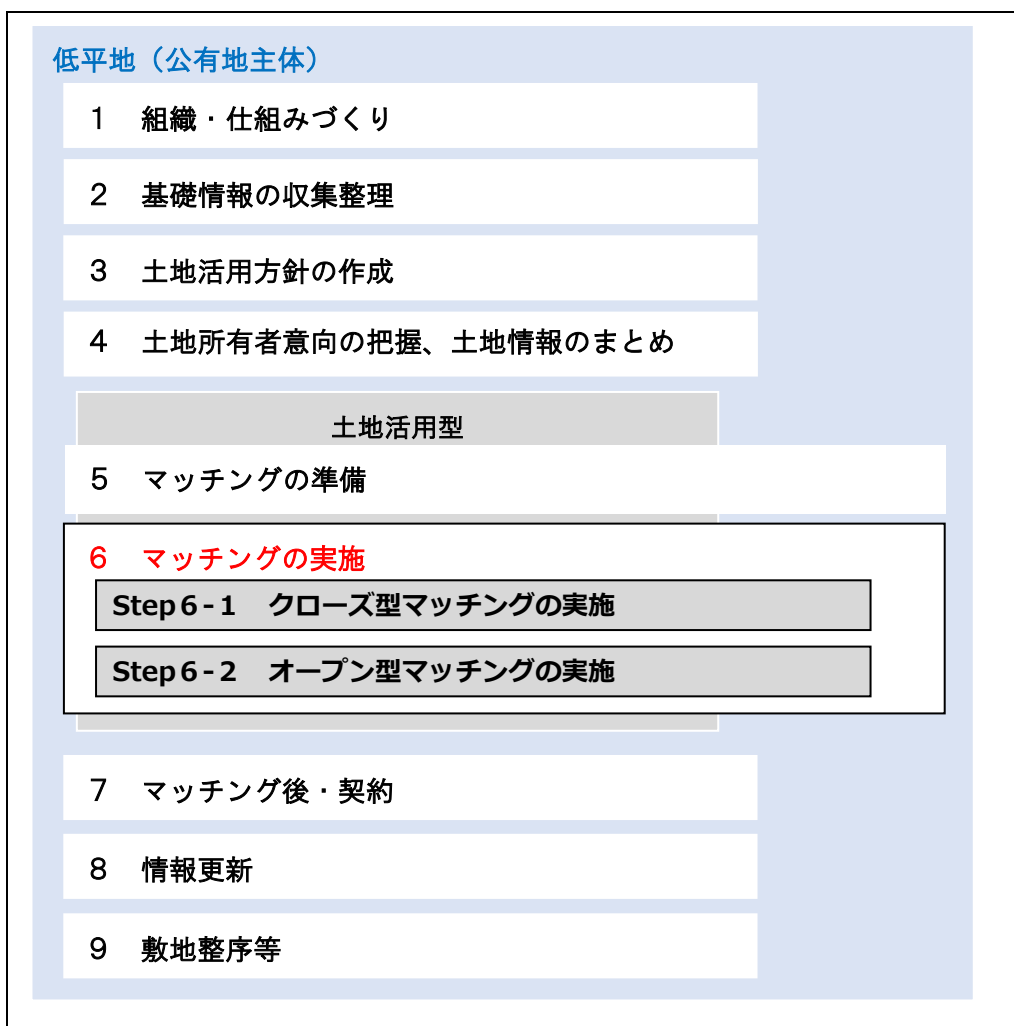 低平地（公有地主体）
１　組織・仕組みづくり
２　基礎情報の収集整理
３　土地活用方針の作成
４　土地所有者意向の把握、土地情報のまとめ
土地活用型
５　マッチングの準備
６　マッチングの実施
Step６-１　クローズ型マッチングの実施
Step６-２　オープン型マッチングの実施
７　マッチング後・契約
８　情報更新
９　敷地整序等